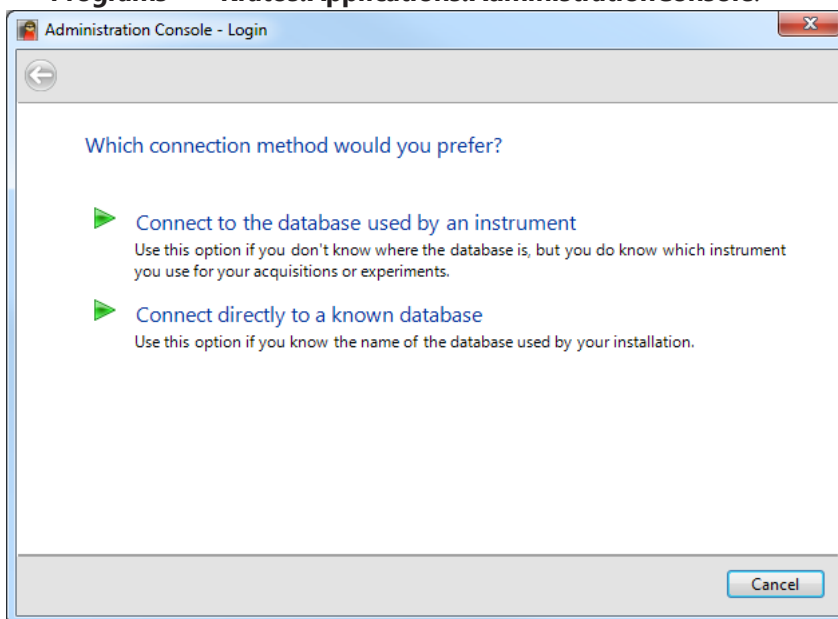 Administration Console - Login
Which connection method would you prefer?
Connect to the database used by an instrument
Use this option if you don't know where the database is, but you do know which instrument
you use for your acquisitions or experiments.
Connect directly to a known database
Use this option if you know the name of the database used by your installation.
Cancel